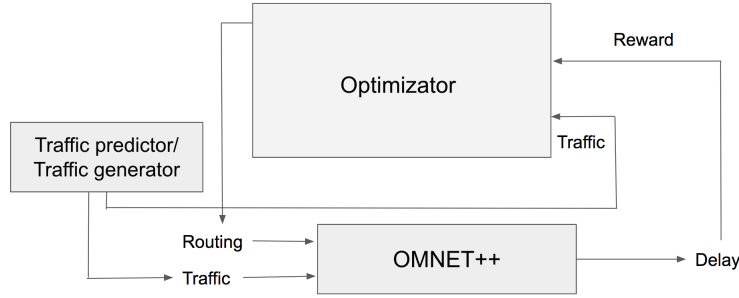 Reward
Optimizator
Traffic
Traffic predictor/
Traffic generator
Routing
OMNET++
Delay
Traffic